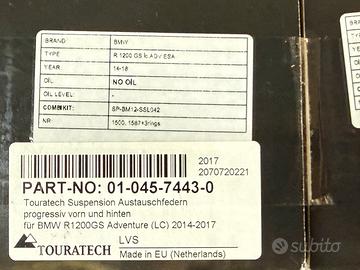 BRAND: BMW
TYPE R 1200 GS lc ADV ESA
YEAR: 14-18
OIL NO OIL
OIL LEVEL: -
COMBIKIT: SP-BM12-SSL042
NR: 1500, 1587+3rings
2017
2070720221
PART-NO: 01-045-7443-0
Touratech Suspension Austauschfedern
progressiv vorn und hinten
für BMW R1200GS Adventure (LC) 2014-2017
TOURATECH
LVS
Made in EU (Netherlands)
subito